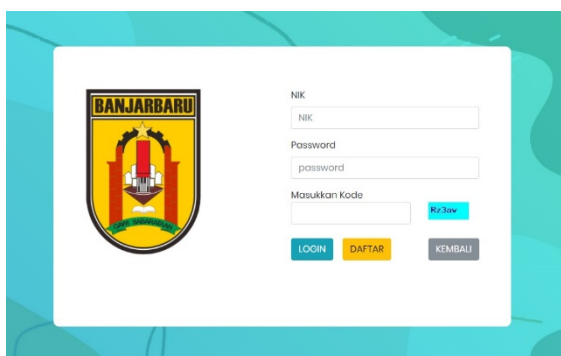 BANJARBARU
NIK
NIK
Password
password
Masukkan Kode
Rz3av
LOGIN DAFTAR KEMBALI